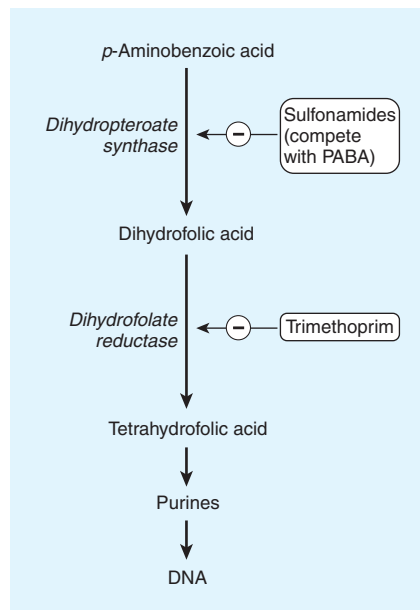 p-Aminobenzoic acid
Dihydropteroate
synthase
−
Sulfonamides
(compete
with PABA)
Dihydrofolic acid
Dihydrofolate
reductase
−
Trimethoprim
Tetrahydrofolic acid
Purines
DNA